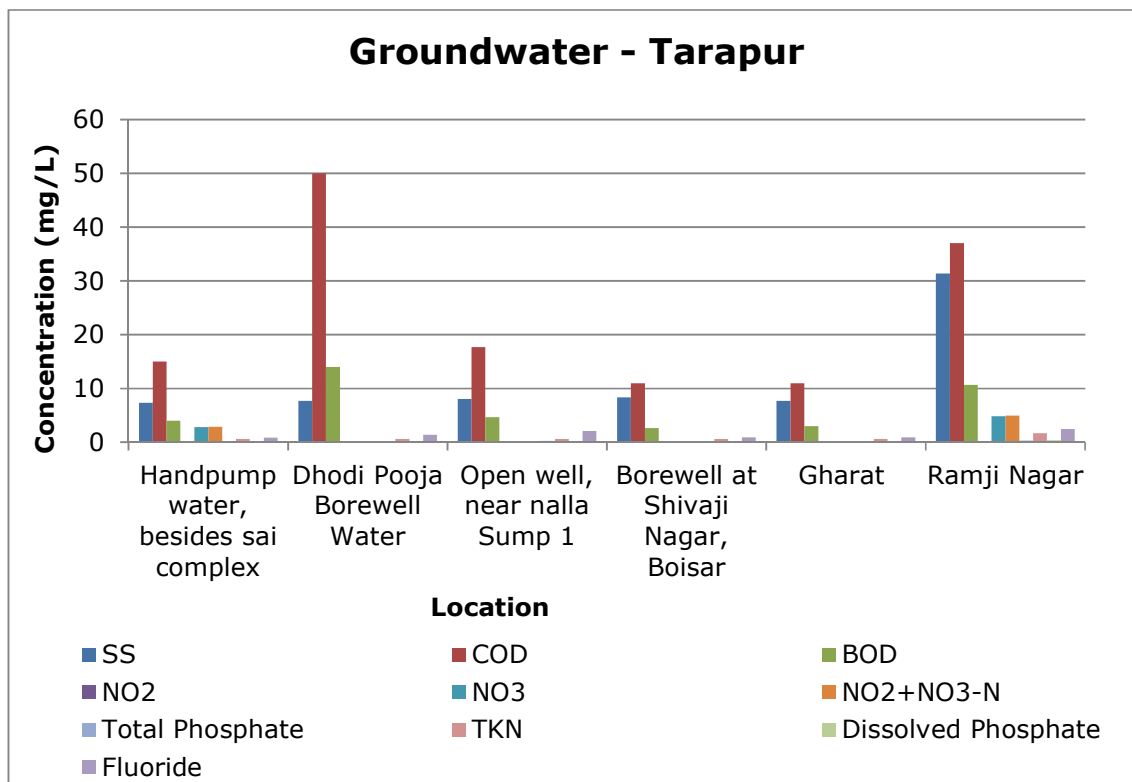 Groundwater - Tarapur
Concentration (mg/L)
60
50
40
30
20
10
0
Handpump
water,
besides sai
complex
Dhodi Pooja
Borewell
Water
Open well,
near nalla
Sump 1
Borewell at
Shivaji
Nagar,
Boisar
Gharat
Ramji Nagar
Location
SS
COD
BOD
NO2
NO3
NO2+NO3-N
Total Phosphate
TKN
Dissolved Phosphate
Fluoride